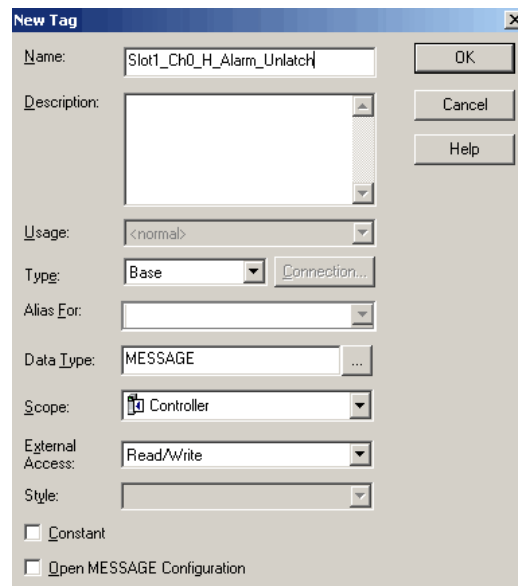 New Tag
Name: Slot1_Ch0_H_Alarm_Unlatch OK
Description: Cancel
Help
Usage: <normal>
Type: Base Connection...
Alias For:
Data Type: MESSAGE ...
Scope: Controller
External Access: Read/Write
Style:
Constant
Open MESSAGE Configuration